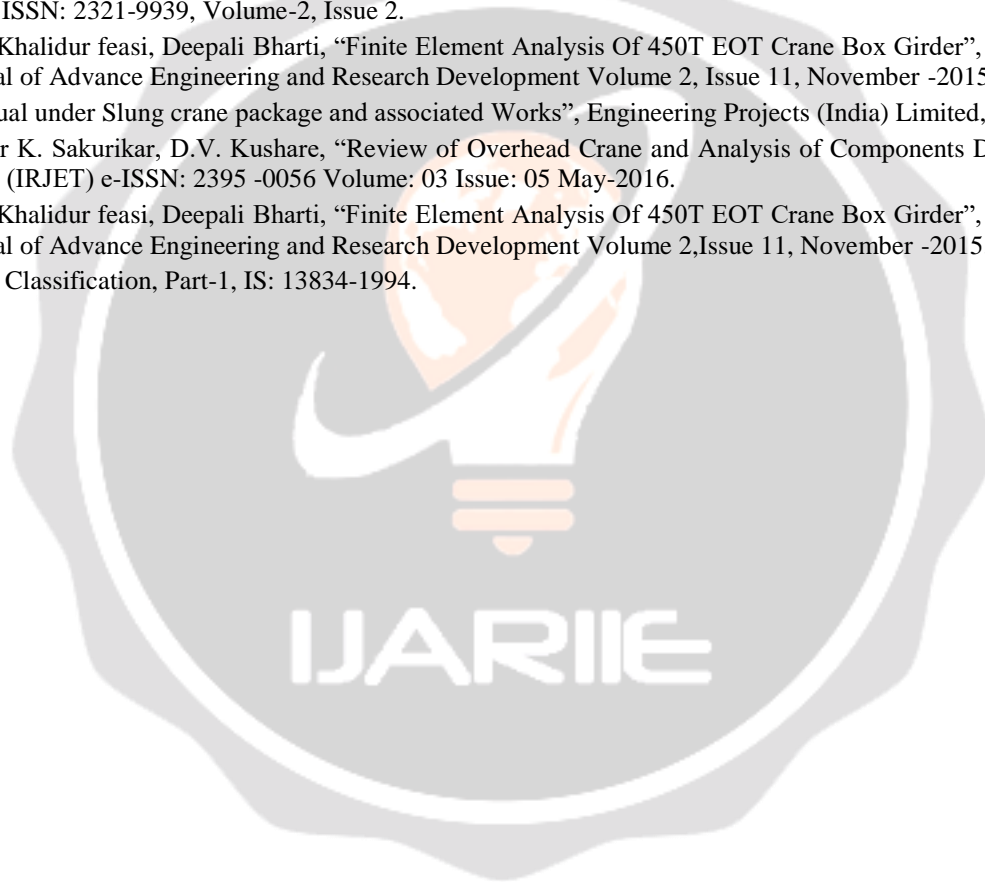 ISSN: 2321-9939, Volume-2, Issue 2.
Khalidur feasi, Deepali Bharti, “Finite Element Analysis Of 450T EOT Crane Box Girder”,
al of Advance Engineering and Research Development Volume 2, Issue 11, November -2015
ual under Slung crane package and associated Works”, Engineering Projects (India) Limited,
r K. Sakurikar, D.V. Kushare, “Review of Overhead Crane and Analysis of Components D
(IRJET) e-ISSN: 2395 -0056 Volume: 03 Issue: 05 May-2016.
Khalidur feasi, Deepali Bharti, “Finite Element Analysis Of 450T EOT Crane Box Girder”,
al of Advance Engineering and Research Development Volume 2,Issue 11, November -2015
Classification, Part-1, IS: 13834-1994.
IJARIIE